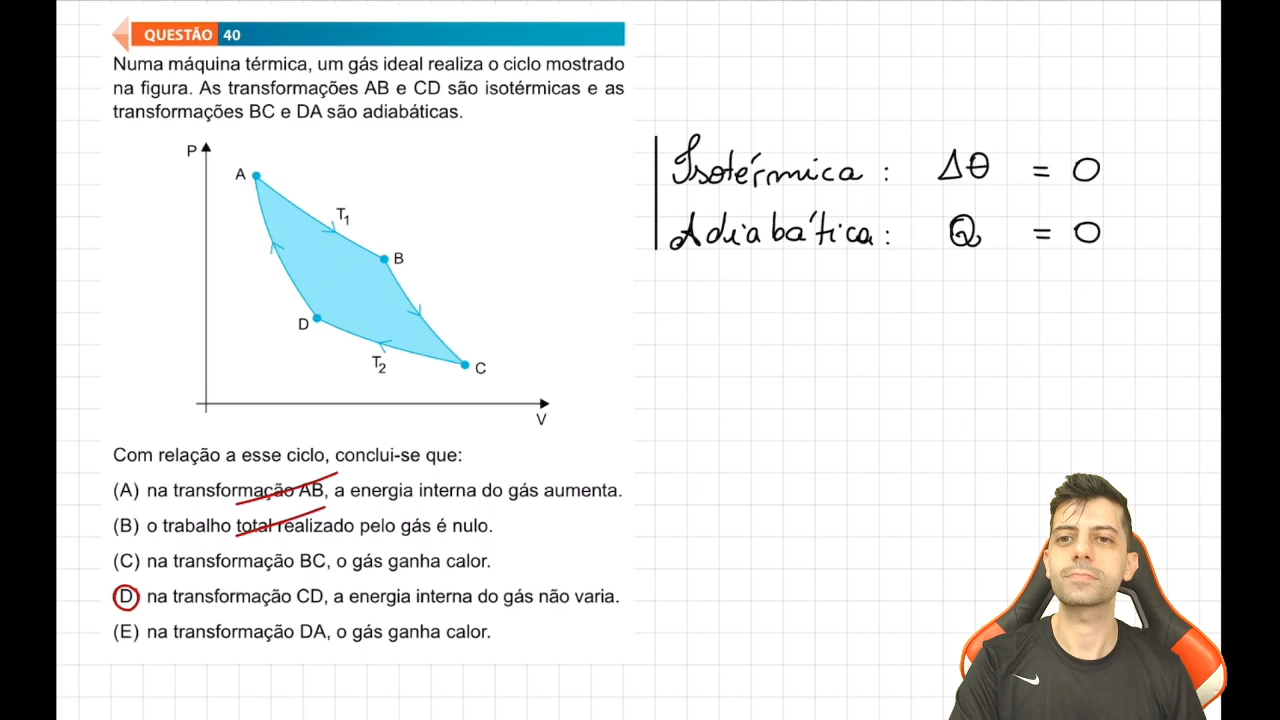 QUESTÃO 40
Numa máquina térmica, um gás ideal realiza o ciclo mostrado
na figura. As transformações AB e CD são isotérmicas e as
transformações BC e DA são adiabáticas.
P
A
T1
B
D
T2
C
V
Com relação a esse ciclo, conclui-se que:
(A) na transformação AB, a energia interna do gás aumenta.
(B) o trabalho total realizado pelo gás é nulo.
(C) na transformação BC, o gás ganha calor.
(D) na transformação CD, a energia interna do gás não varia.
(E) na transformação DA, o gás ganha calor.
Isotérmica : Δθ = 0
Adiabática : Q = 0